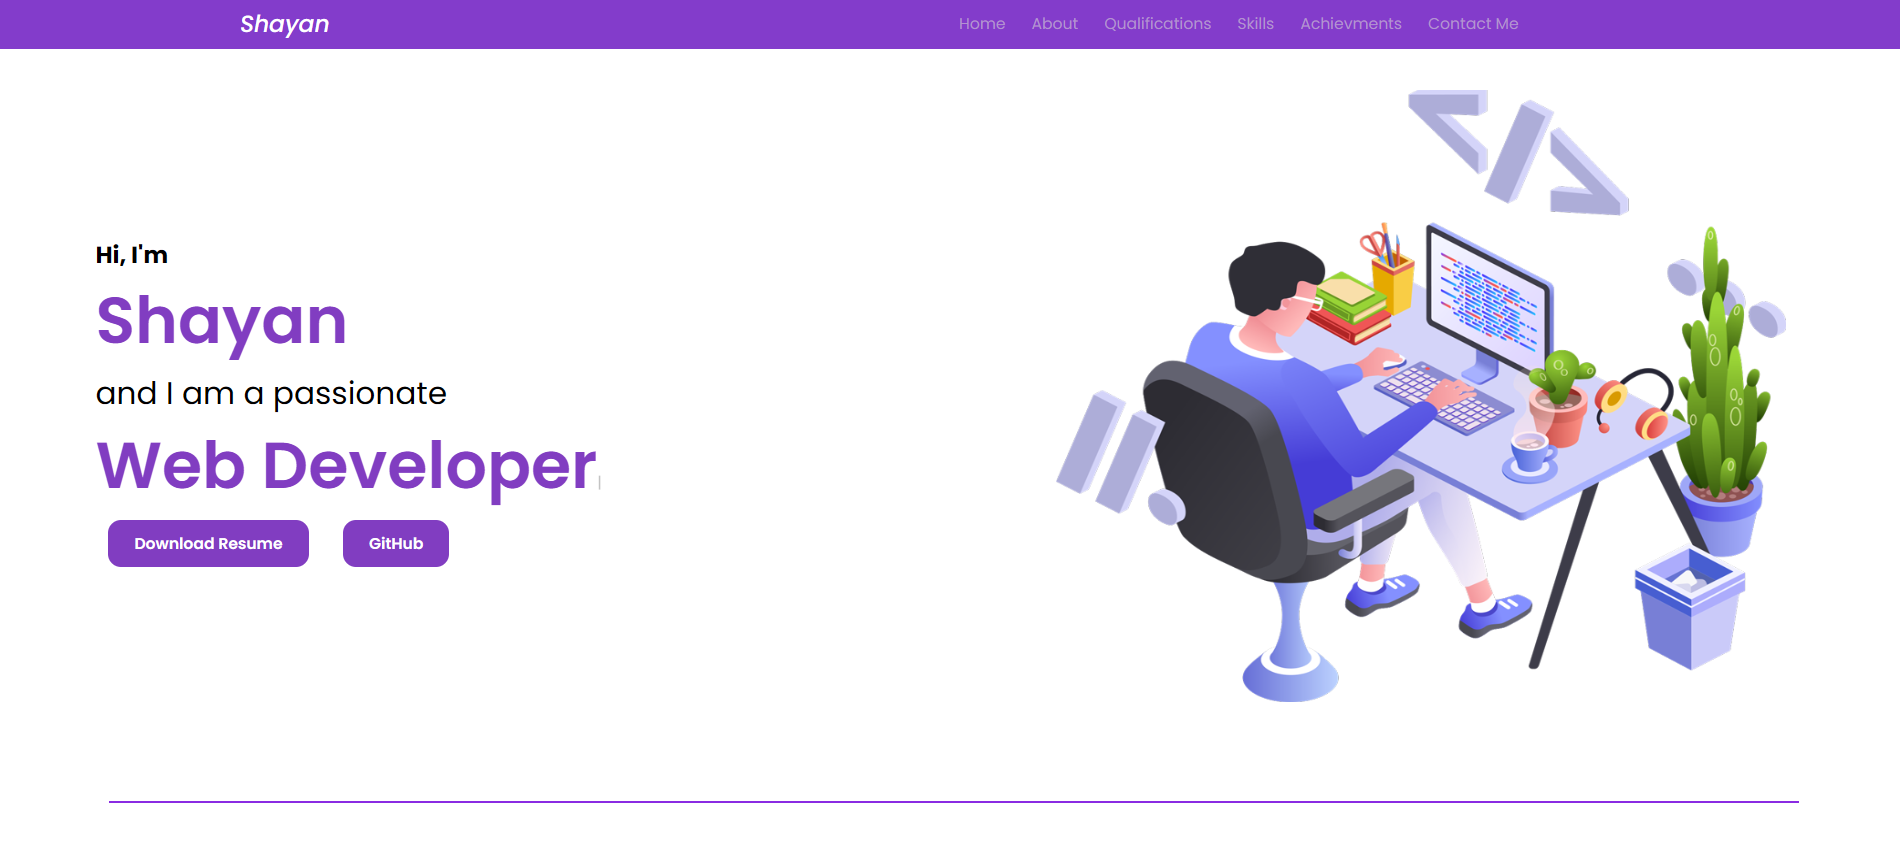 Shayan
Home About Qualifications Skills Achievments Contact Me
Hi, I'm
Shayan
and I am a passionate
Web Developer
Download Resume GitHub